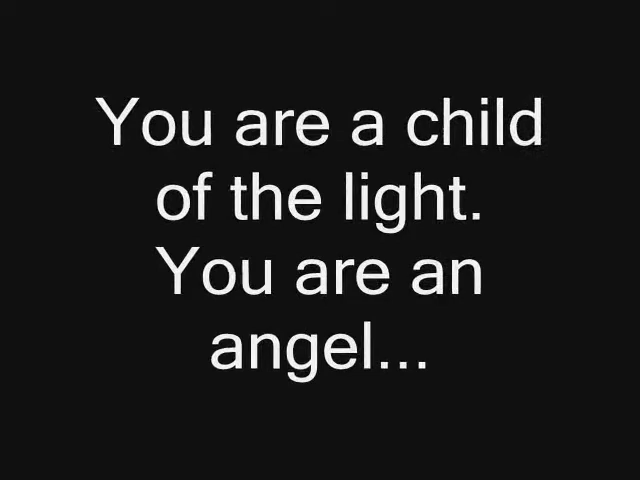 You are a child
of the light.
You are an
angel...